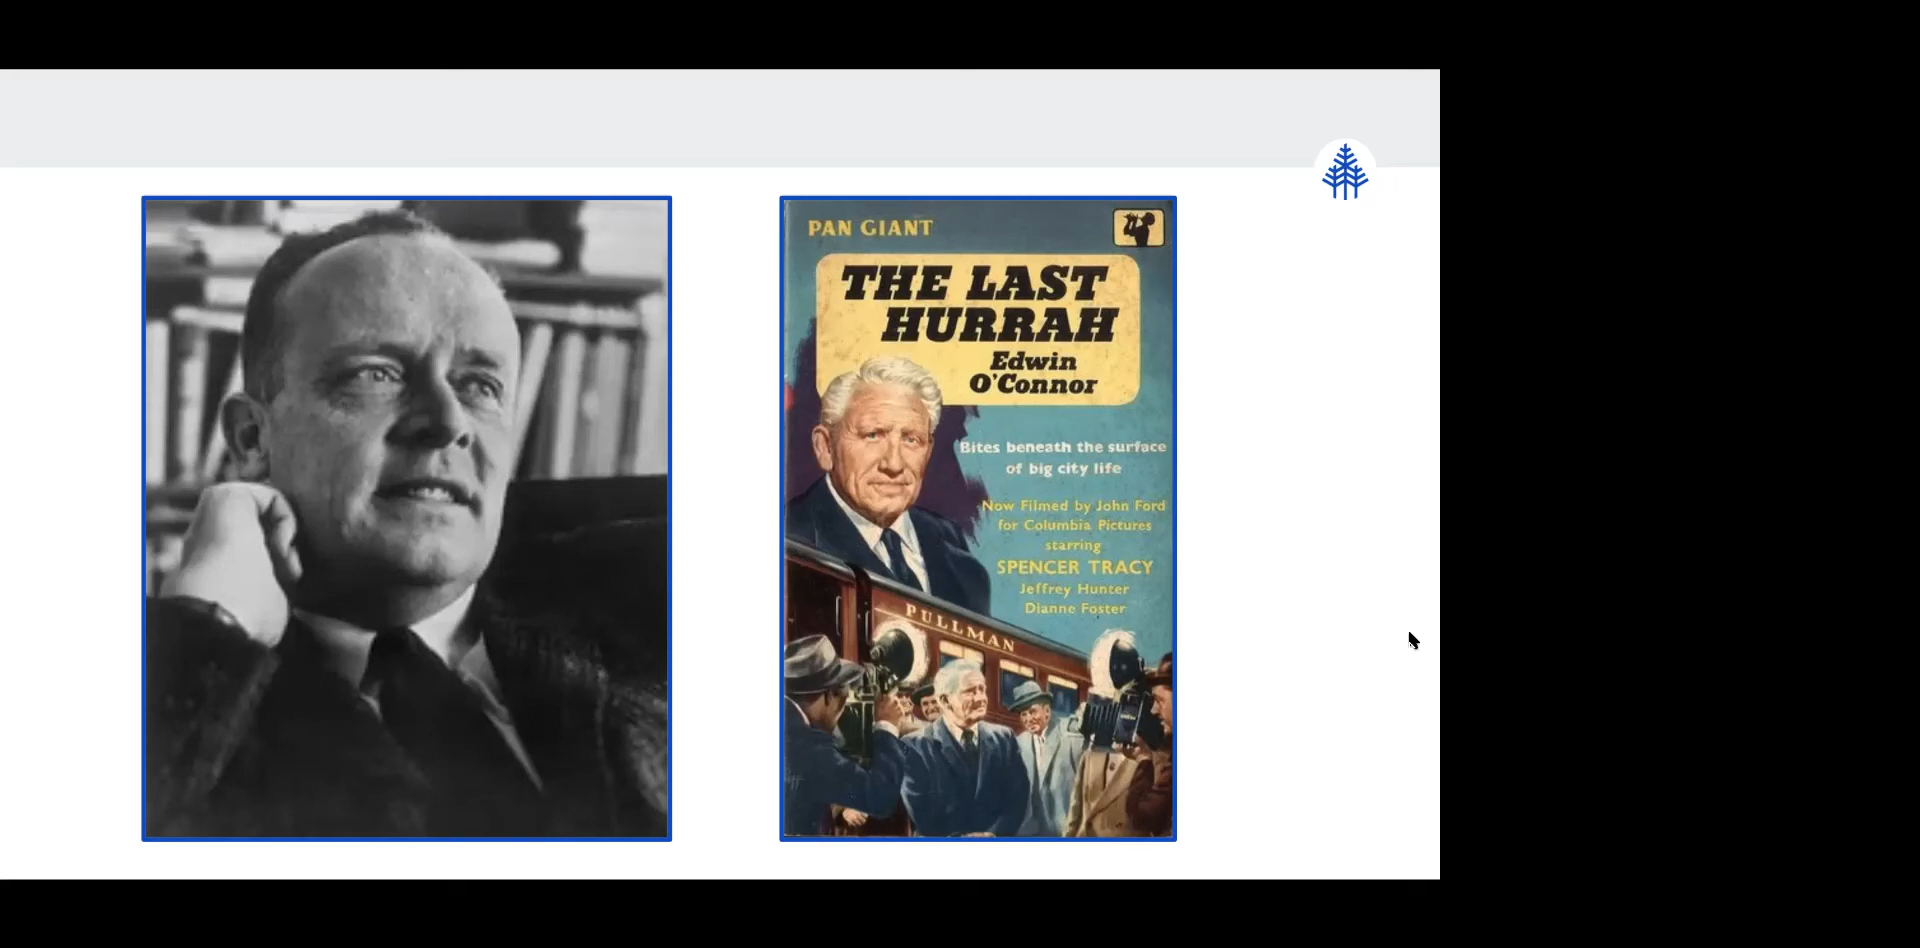 PAN GIANT
THE LAST
HURRAH
Edwin
O'Connor
Bites beneath the surface
of big city life
Now Filmed by John Ford
for Columbia Pictures
starring
SPENCER TRACY
Jeffrey Hunter
Dianne Foster
PULLMAN